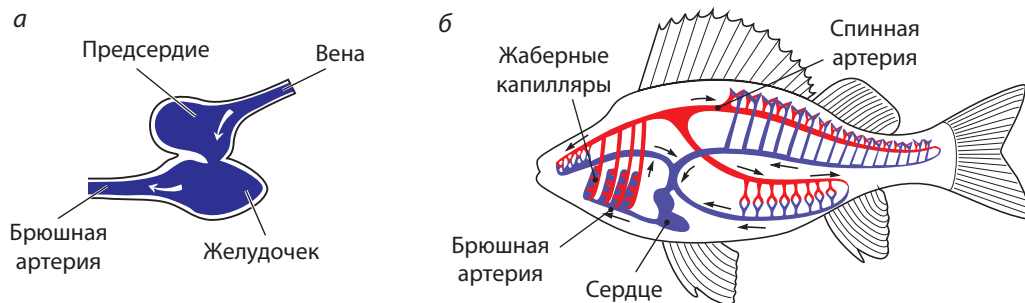 а
Предсердие
Вена
Брюшная
артерия
Желудочек
б
Жаберные
капилляры
Спинная
артерия
Брюшная
артерия
Сердце